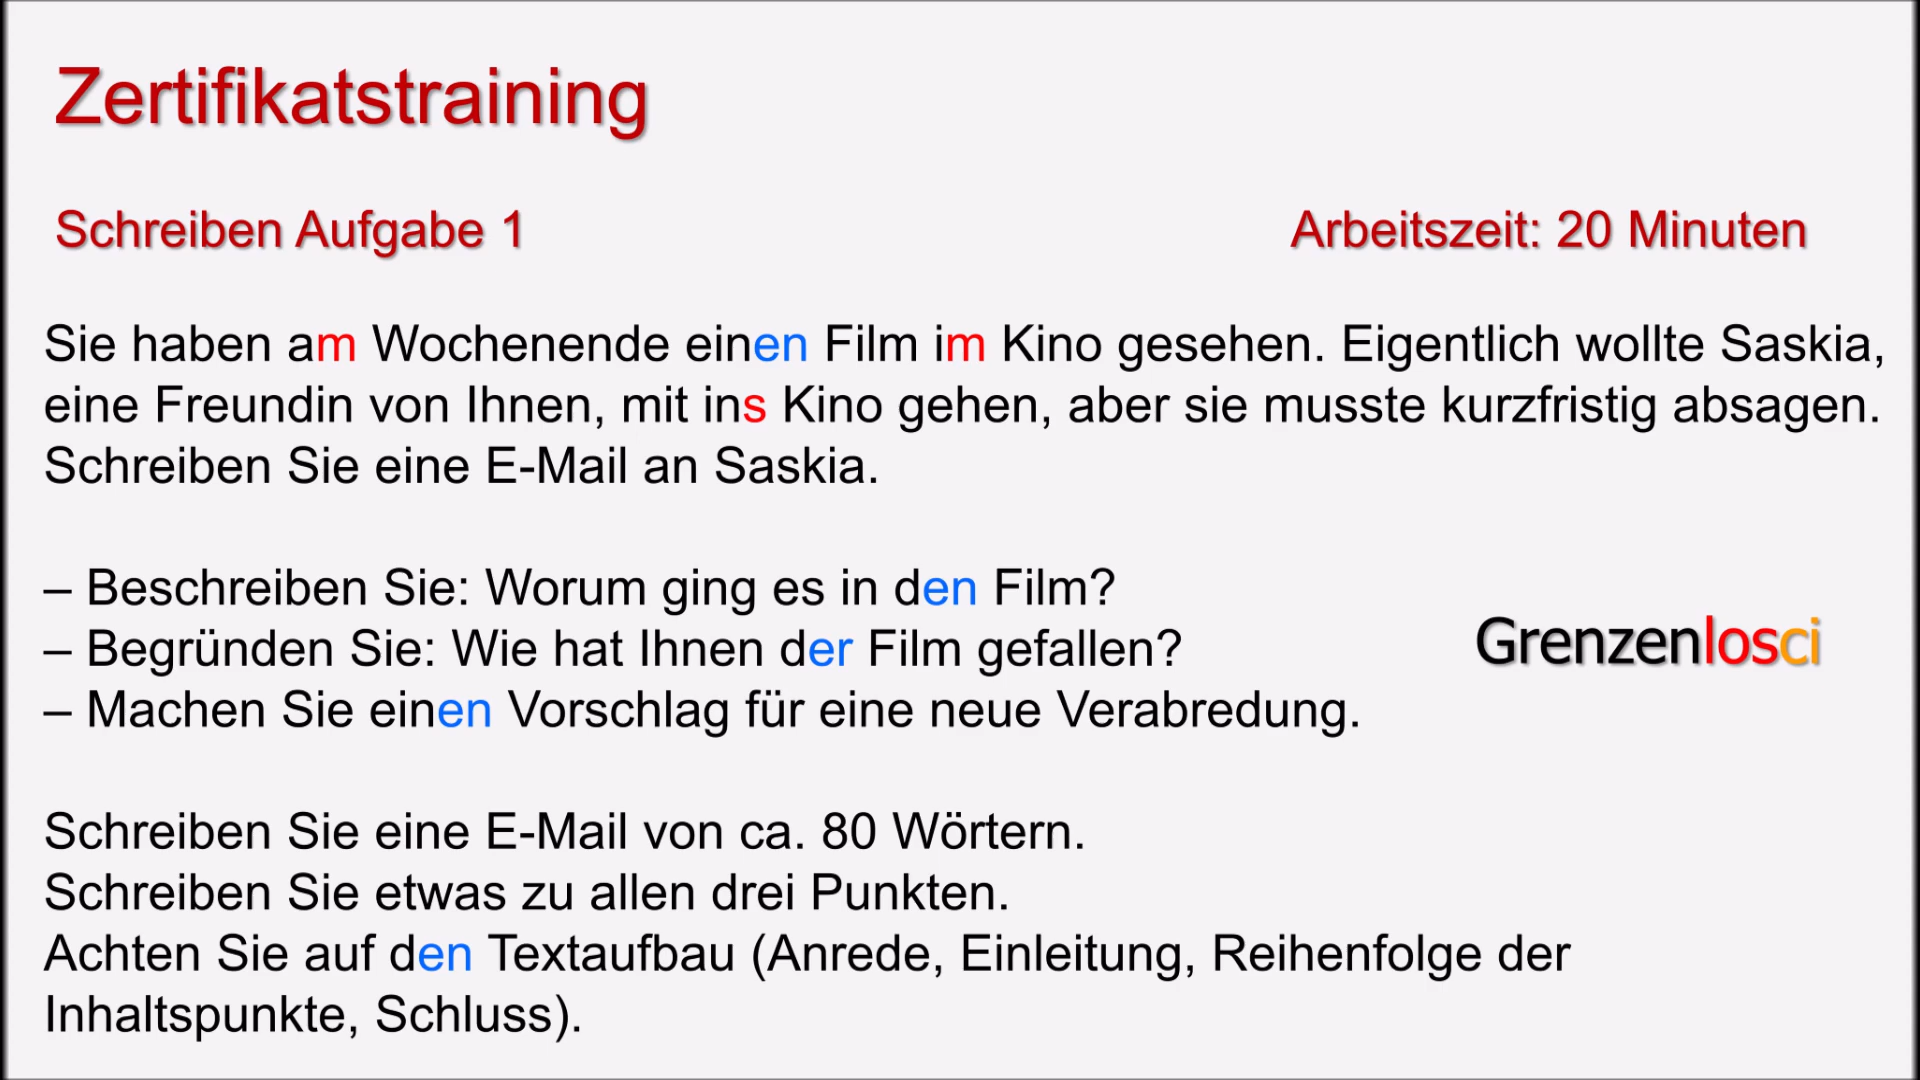 Zertifikatstraining
Schreiben Aufgabe 1
Arbeitszeit: 20 Minuten
Sie haben am Wochenende einen Film im Kino gesehen. Eigentlich wollte Saskia,
eine Freundin von Ihnen, mit ins Kino gehen, aber sie musste kurzfristig absagen.
Schreiben Sie eine E-Mail an Saskia.
– Beschreiben Sie: Worum ging es in den Film?
– Begründen Sie: Wie hat Ihnen der Film gefallen?
– Machen Sie einen Vorschlag für eine neue Verabredung.
Grenzenlosci
Schreiben Sie eine E-Mail von ca. 80 Wörtern.
Schreiben Sie etwas zu allen drei Punkten.
Achten Sie auf den Textaufbau (Anrede, Einleitung, Reihenfolge der
Inhaltspunkte, Schluss).